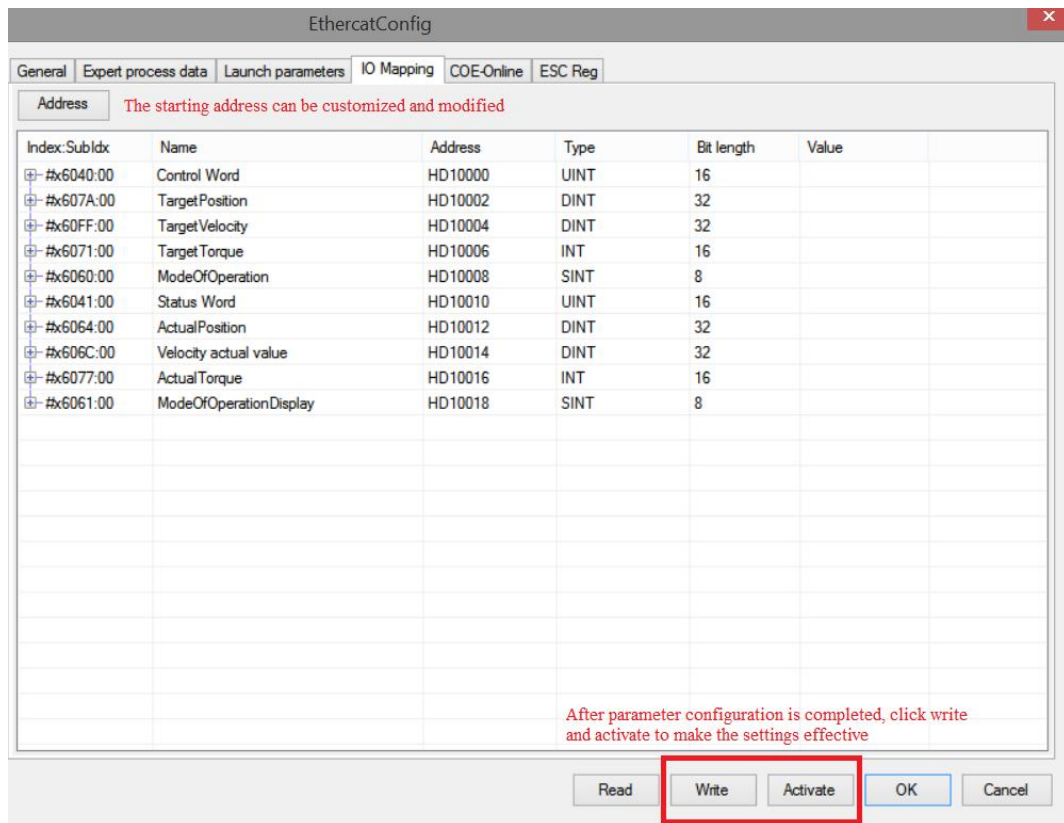 EthercatConfig
X
General Expert process data Launch parameters IO Mapping COE-Online ESC Reg
Address The starting address can be customized and modified
Index:SubIdx Name Address Type Bit length Value
#x6040:00 Control Word HD10000 UINT 16
#x607A:00 TargetPosition HD10002 DINT 32
#x60FF:00 TargetVelocity HD10004 DINT 32
#x6071:00 TargetTorque HD10006 INT 16
#x6060:00 ModeOfOperation HD10008 SINT 8
#x6041:00 Status Word HD10010 UINT 16
#x6064:00 ActualPosition HD10012 DINT 32
#x606C:00 Velocity actual value HD10014 DINT 32
#x6077:00 ActualTorque HD10016 INT 16
#x6061:00 ModeOfOperationDisplay HD10018 SINT 8
After parameter configuration is completed, click write
and activate to make the settings effective
Read Write Activate OK Cancel